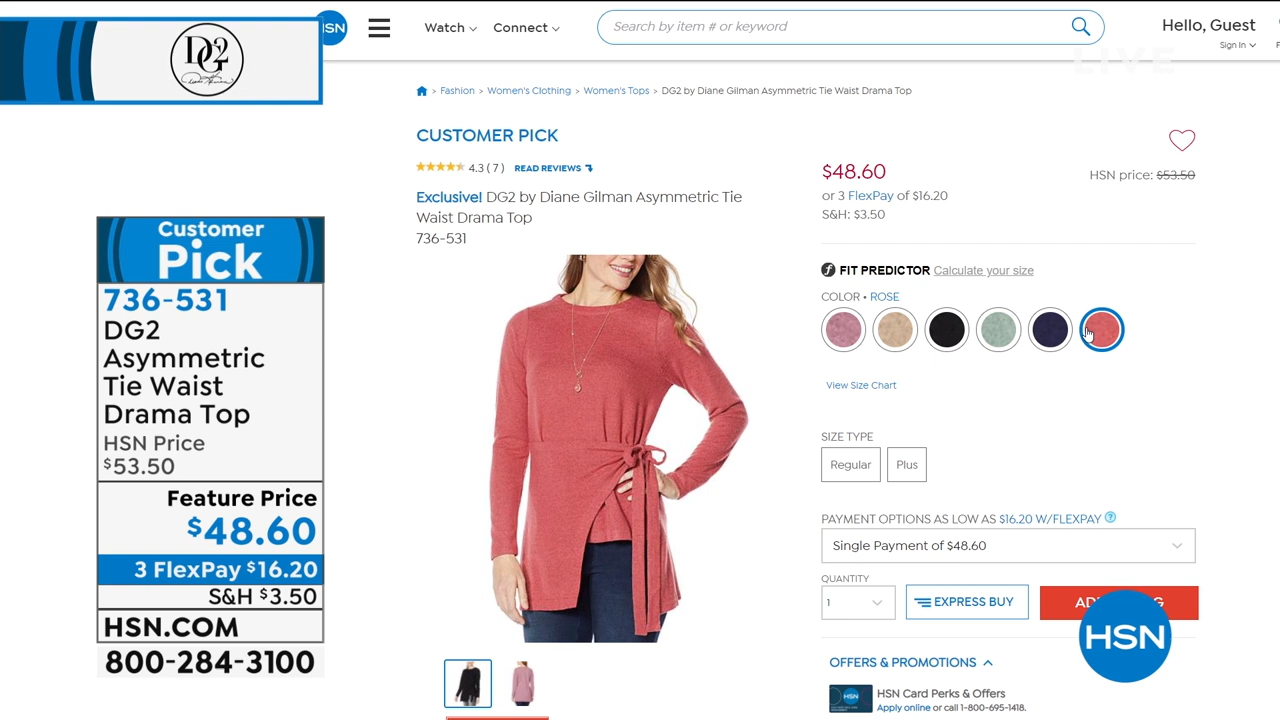 DG2
HSN
Watch
Connect
Search by item # or keyword
Hello, Guest
Sign In
LIVE
> Fashion > Women's Clothing > Women's Tops > DG2 by Diane Gilman Asymmetric Tie Waist Drama Top
CUSTOMER PICK
4.3 ( 7 ) READ REVIEWS
Exclusive! DG2 by Diane Gilman Asymmetric Tie
Waist Drama Top
736-531
$48.60
HSN price: $53.50
or 3 FlexPay of $16.20
S&H: $3.50
FIT PREDICTOR Calculate your size
COLOR • ROSE
View Size Chart
SIZE TYPE
Regular
Plus
PAYMENT OPTIONS AS LOW AS $16.20 W/FLEXPAY ?
Single Payment of $48.60
QUANTITY
1
EXPRESS BUY
HSN
OFFERS & PROMOTIONS
HSN
HSN Card Perks & Offers
Apply online or call 1-800-695-1418.
Customer
Pick
736-531
DG2
Asymmetric
Tie Waist
Drama Top
HSN Price
$53.50
Feature Price
$48.60
3 FlexPay $16.20
S&H $3.50
HSN.COM
800-284-3100